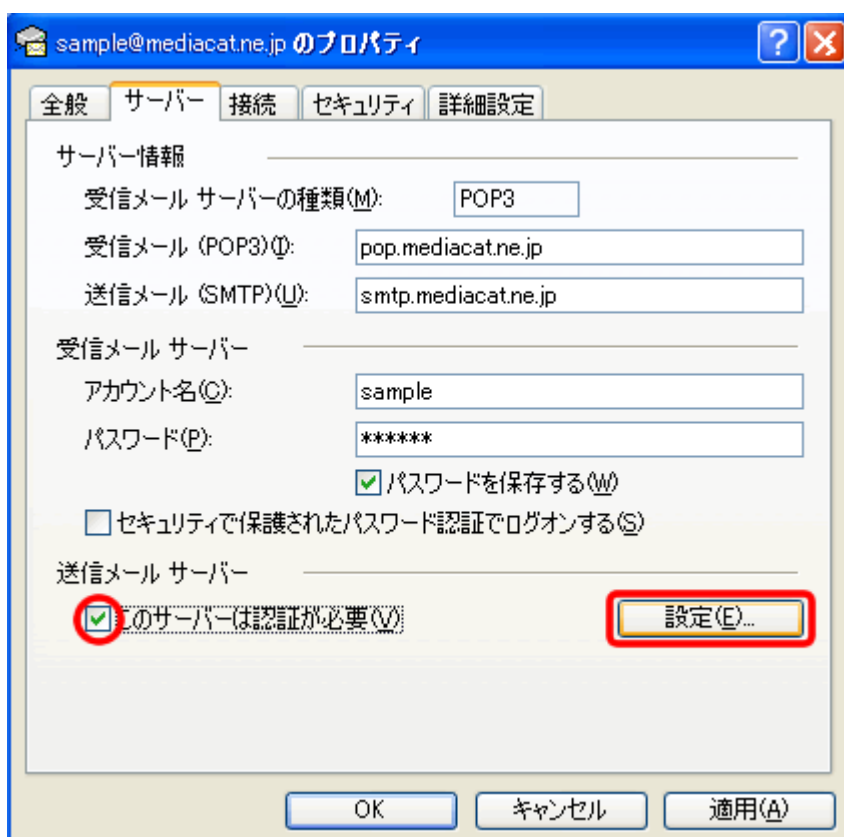 sample@mediacat.ne.jp のプロパティ
全般 サーバー 接続 セキュリティ 詳細設定
サーバー情報
受信メール サーバーの種類(M): POP3
受信メール (POP3)(I): pop.mediacat.ne.jp
送信メール (SMTP)(U): smtp.mediacat.ne.jp
受信メール サーバー
アカウント名(C): sample
パスワード(P): ******
パスワードを保存する(W)
セキュリティで保護されたパスワード認証でログオンする(S)
送信メール サーバー
このサーバーは認証が必要(V) 設定(E)...
OK キャンセル 適用(A)